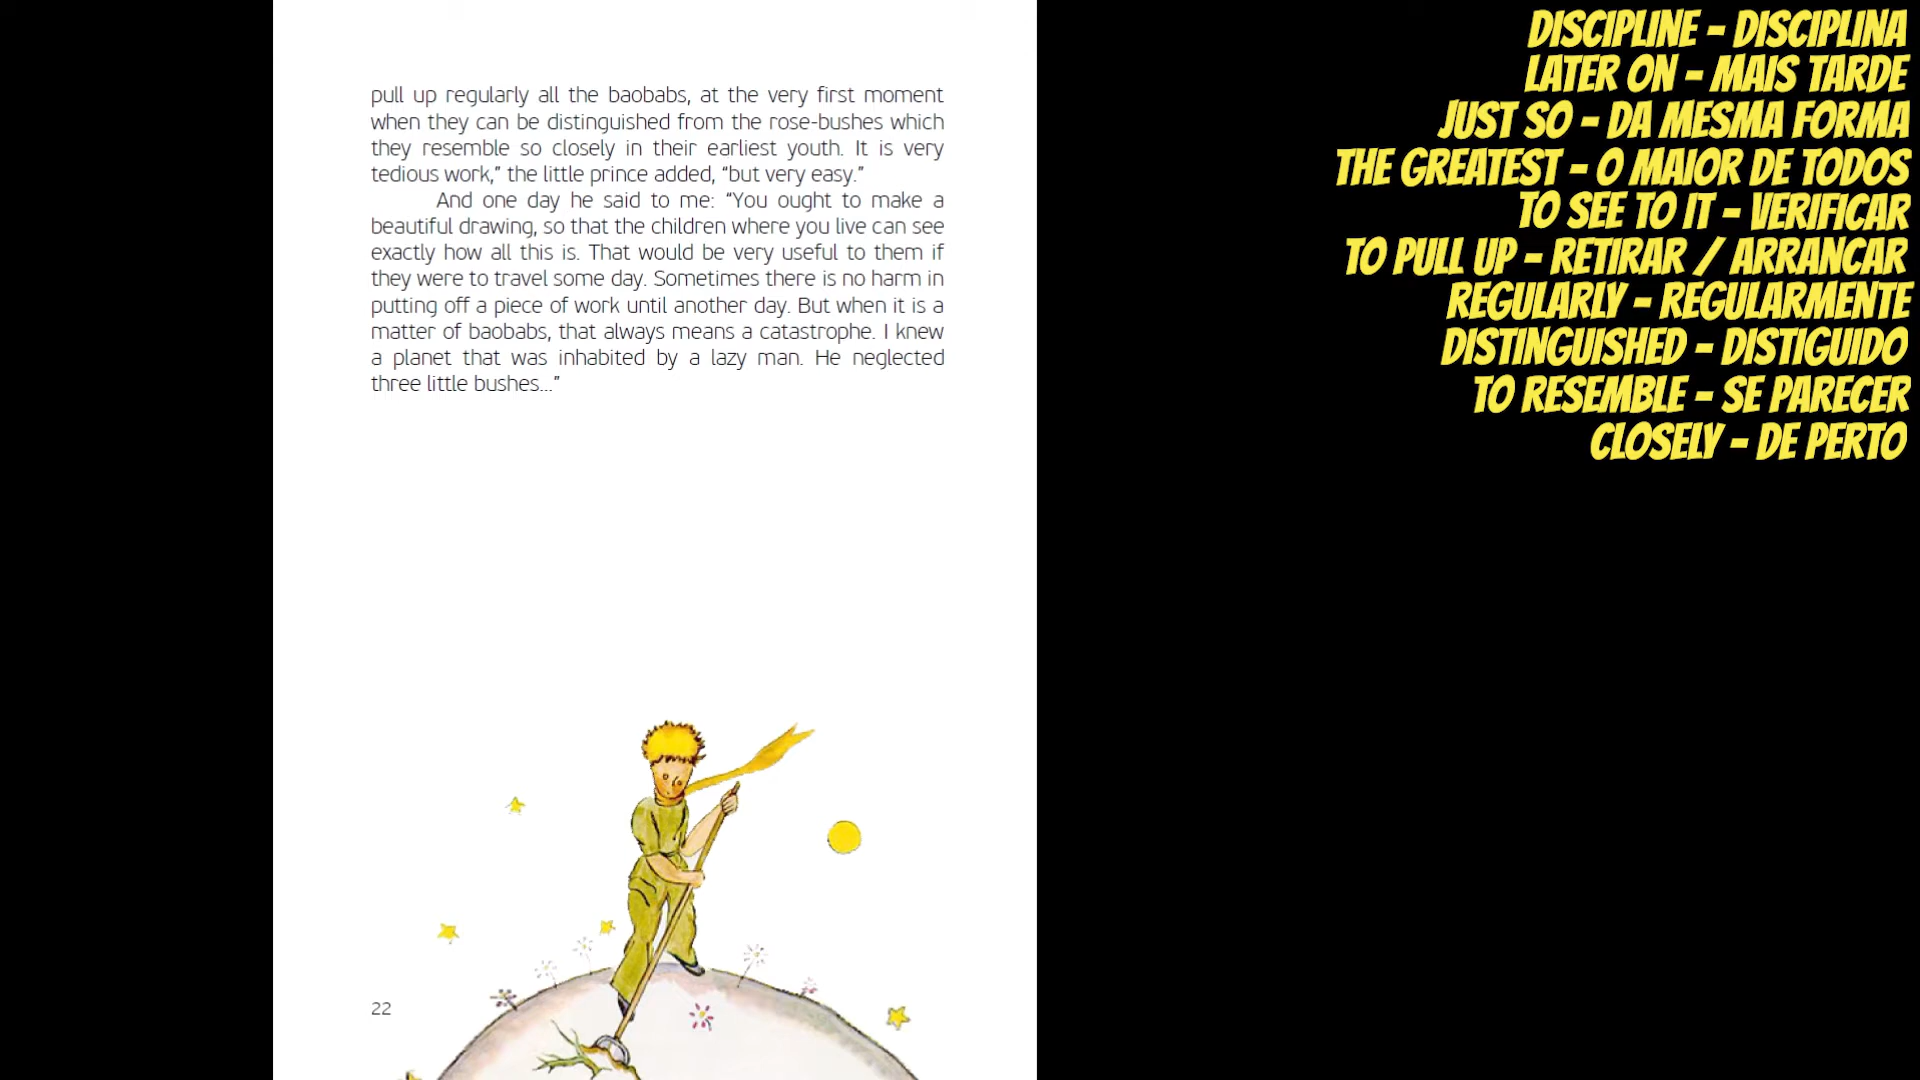 pull up regularly all the baobabs, at the very first moment
when they can be distinguished from the rose-bushes which
they resemble so closely in their earliest youth. It is very
tedious work,” the little prince added, “but very easy.”
And one day he said to me: “You ought to make a
beautiful drawing, so that the children where you live can see
exactly how all this is. That would be very useful to them if
they were to travel some day. Sometimes there is no harm in
putting off a piece of work until another day. But when it is a
matter of baobabs, that always means a catastrophe. I knew
a planet that was inhabited by a lazy man. He neglected
three little bushes...”
22
DISCIPLINE - DISCIPLINA
LATER ON - MAIS TARDE
JUST SO - DA MESMA FORMA
THE GREATEST - O MAIOR DE TODOS
TO SEE TO IT - VERIFICAR
TO PULL UP - RETIRAR / ARRANCAR
REGULARLY - REGULARMENTE
DISTINGUISHED - DISTIGUIDO
TO RESEMBLE - SE PARECER
CLOSELY - DE PERTO